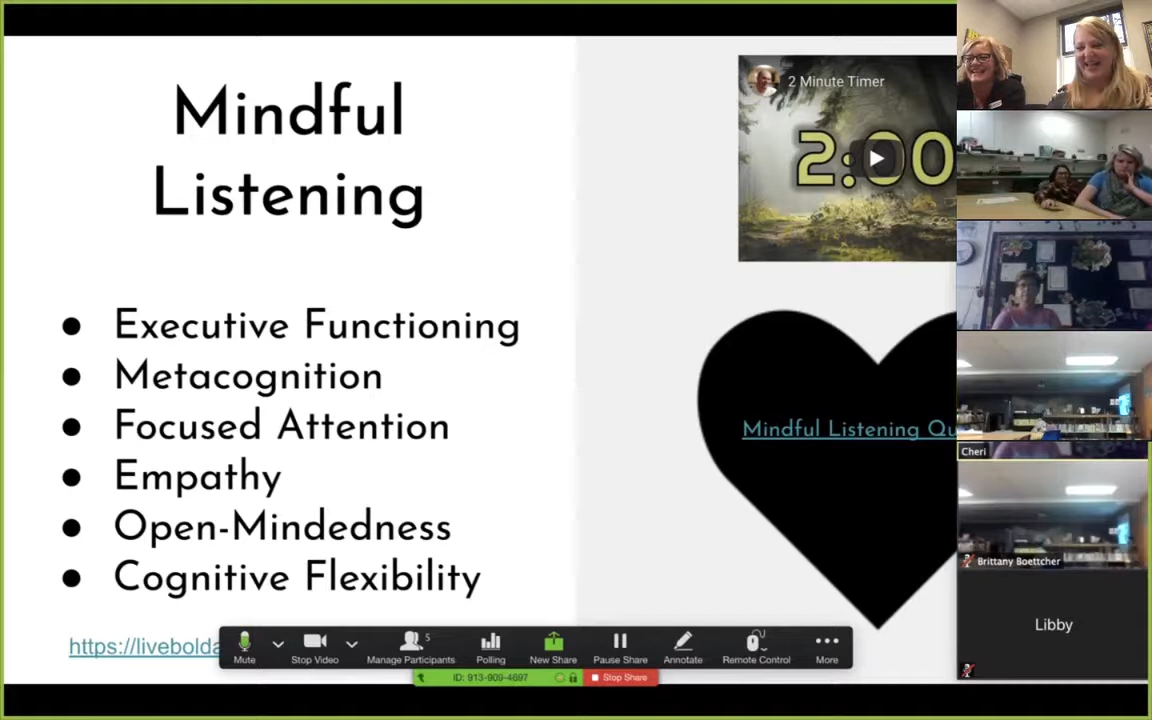 Mindful
Listening
● Executive Functioning
● Metacognition
● Focused Attention
● Empathy
● Open-Mindedness
● Cognitive Flexibility
https://livebolda
2 Minute Timer
2:00
Mindful Listening Qu
Cheri
Brittany Boettcher
Libby
5
Mute
Stop Video
Manage Participants
Polling
New Share
Pause Share
Annotate
Remote Control
More
ID: 913-909-4697
Stop Share